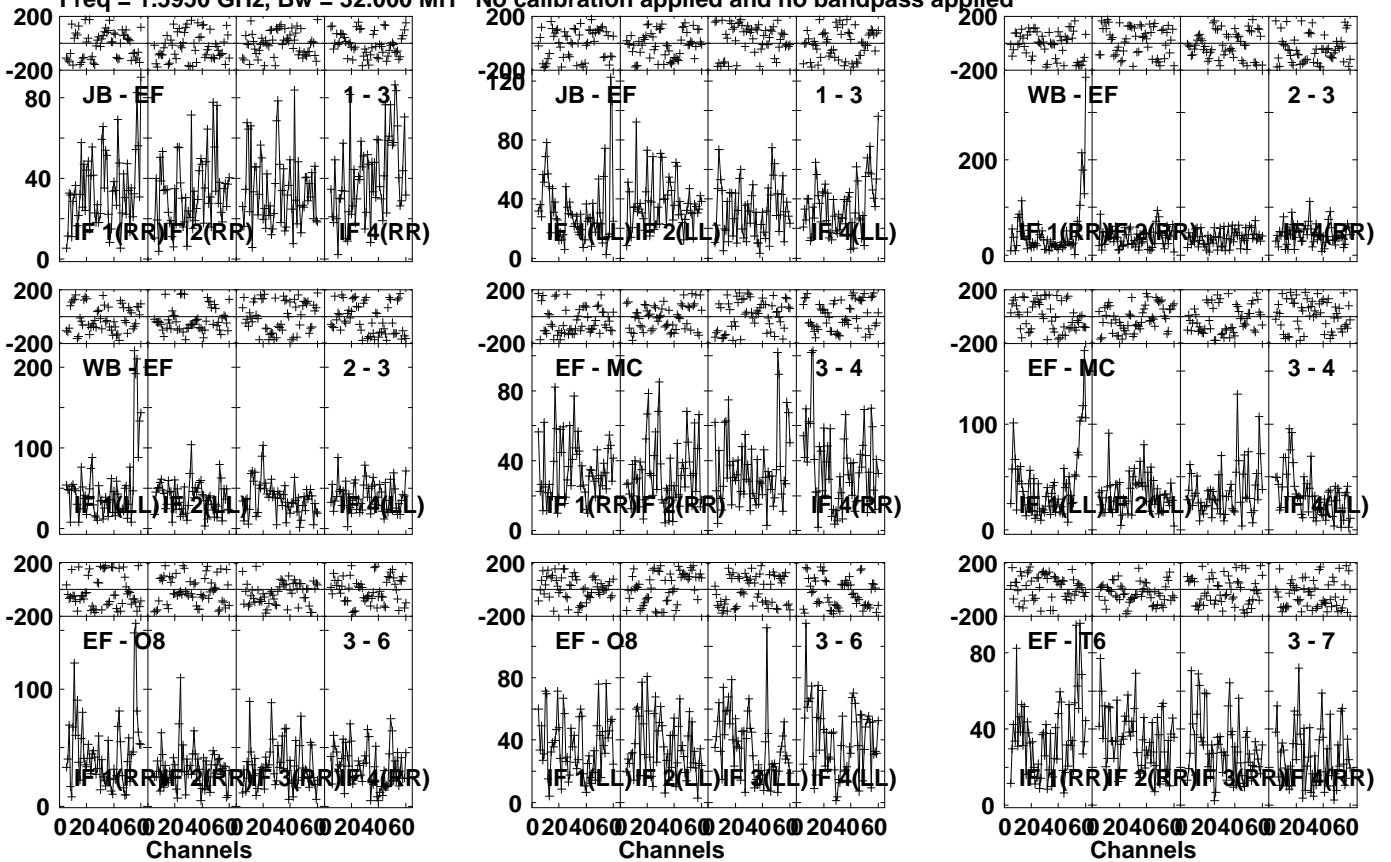 Freq = 1.5950 GHz, Bw = 32.000 MH No calibration applied and no bandpass applied
200
-200
80
40
0
JB - EF 1 - 3
IF 1(RR) IF 2(RR) IF 4(RR)
200
-200
120
80
40
0
JB - EF 1 - 3
IF 1(LL) IF 2(LL) IF 4(LL)
200
-200
200
0
WB - EF 2 - 3
IF 1(RR) IF 2(RR) IF 4(RR)
200
-200
200
100
0
WB - EF 2 - 3
IF 1(LL) IF 2(LL) IF 4(LL)
200
-200
80
40
0
EF - MC 3 - 4
IF 1(RR) IF 2(RR) IF 4(RR)
200
-200
100
0
EF - MC 3 - 4
IF 1(LL) IF 2(LL) IF 4(LL)
200
-200
100
0
EF - O8 3 - 6
IF 1(RR) IF 2(RR) IF 3(RR) IF 4(RR)
0 20 40 60 0 20 40 60 0 20 40 60 0 20 40 60
Channels
200
-200
80
40
0
EF - O8 3 - 6
IF 1(LL) IF 2(LL) IF 3(LL) IF 4(LL)
0 20 40 60 0 20 40 60 0 20 40 60 0 20 40 60
Channels
200
-200
80
40
0
EF - T6 3 - 7
IF 1(RR) IF 2(RR) IF 3(RR) IF 4(RR)
0 20 40 60 0 20 40 60 0 20 40 60 0 20 40 60
Channels